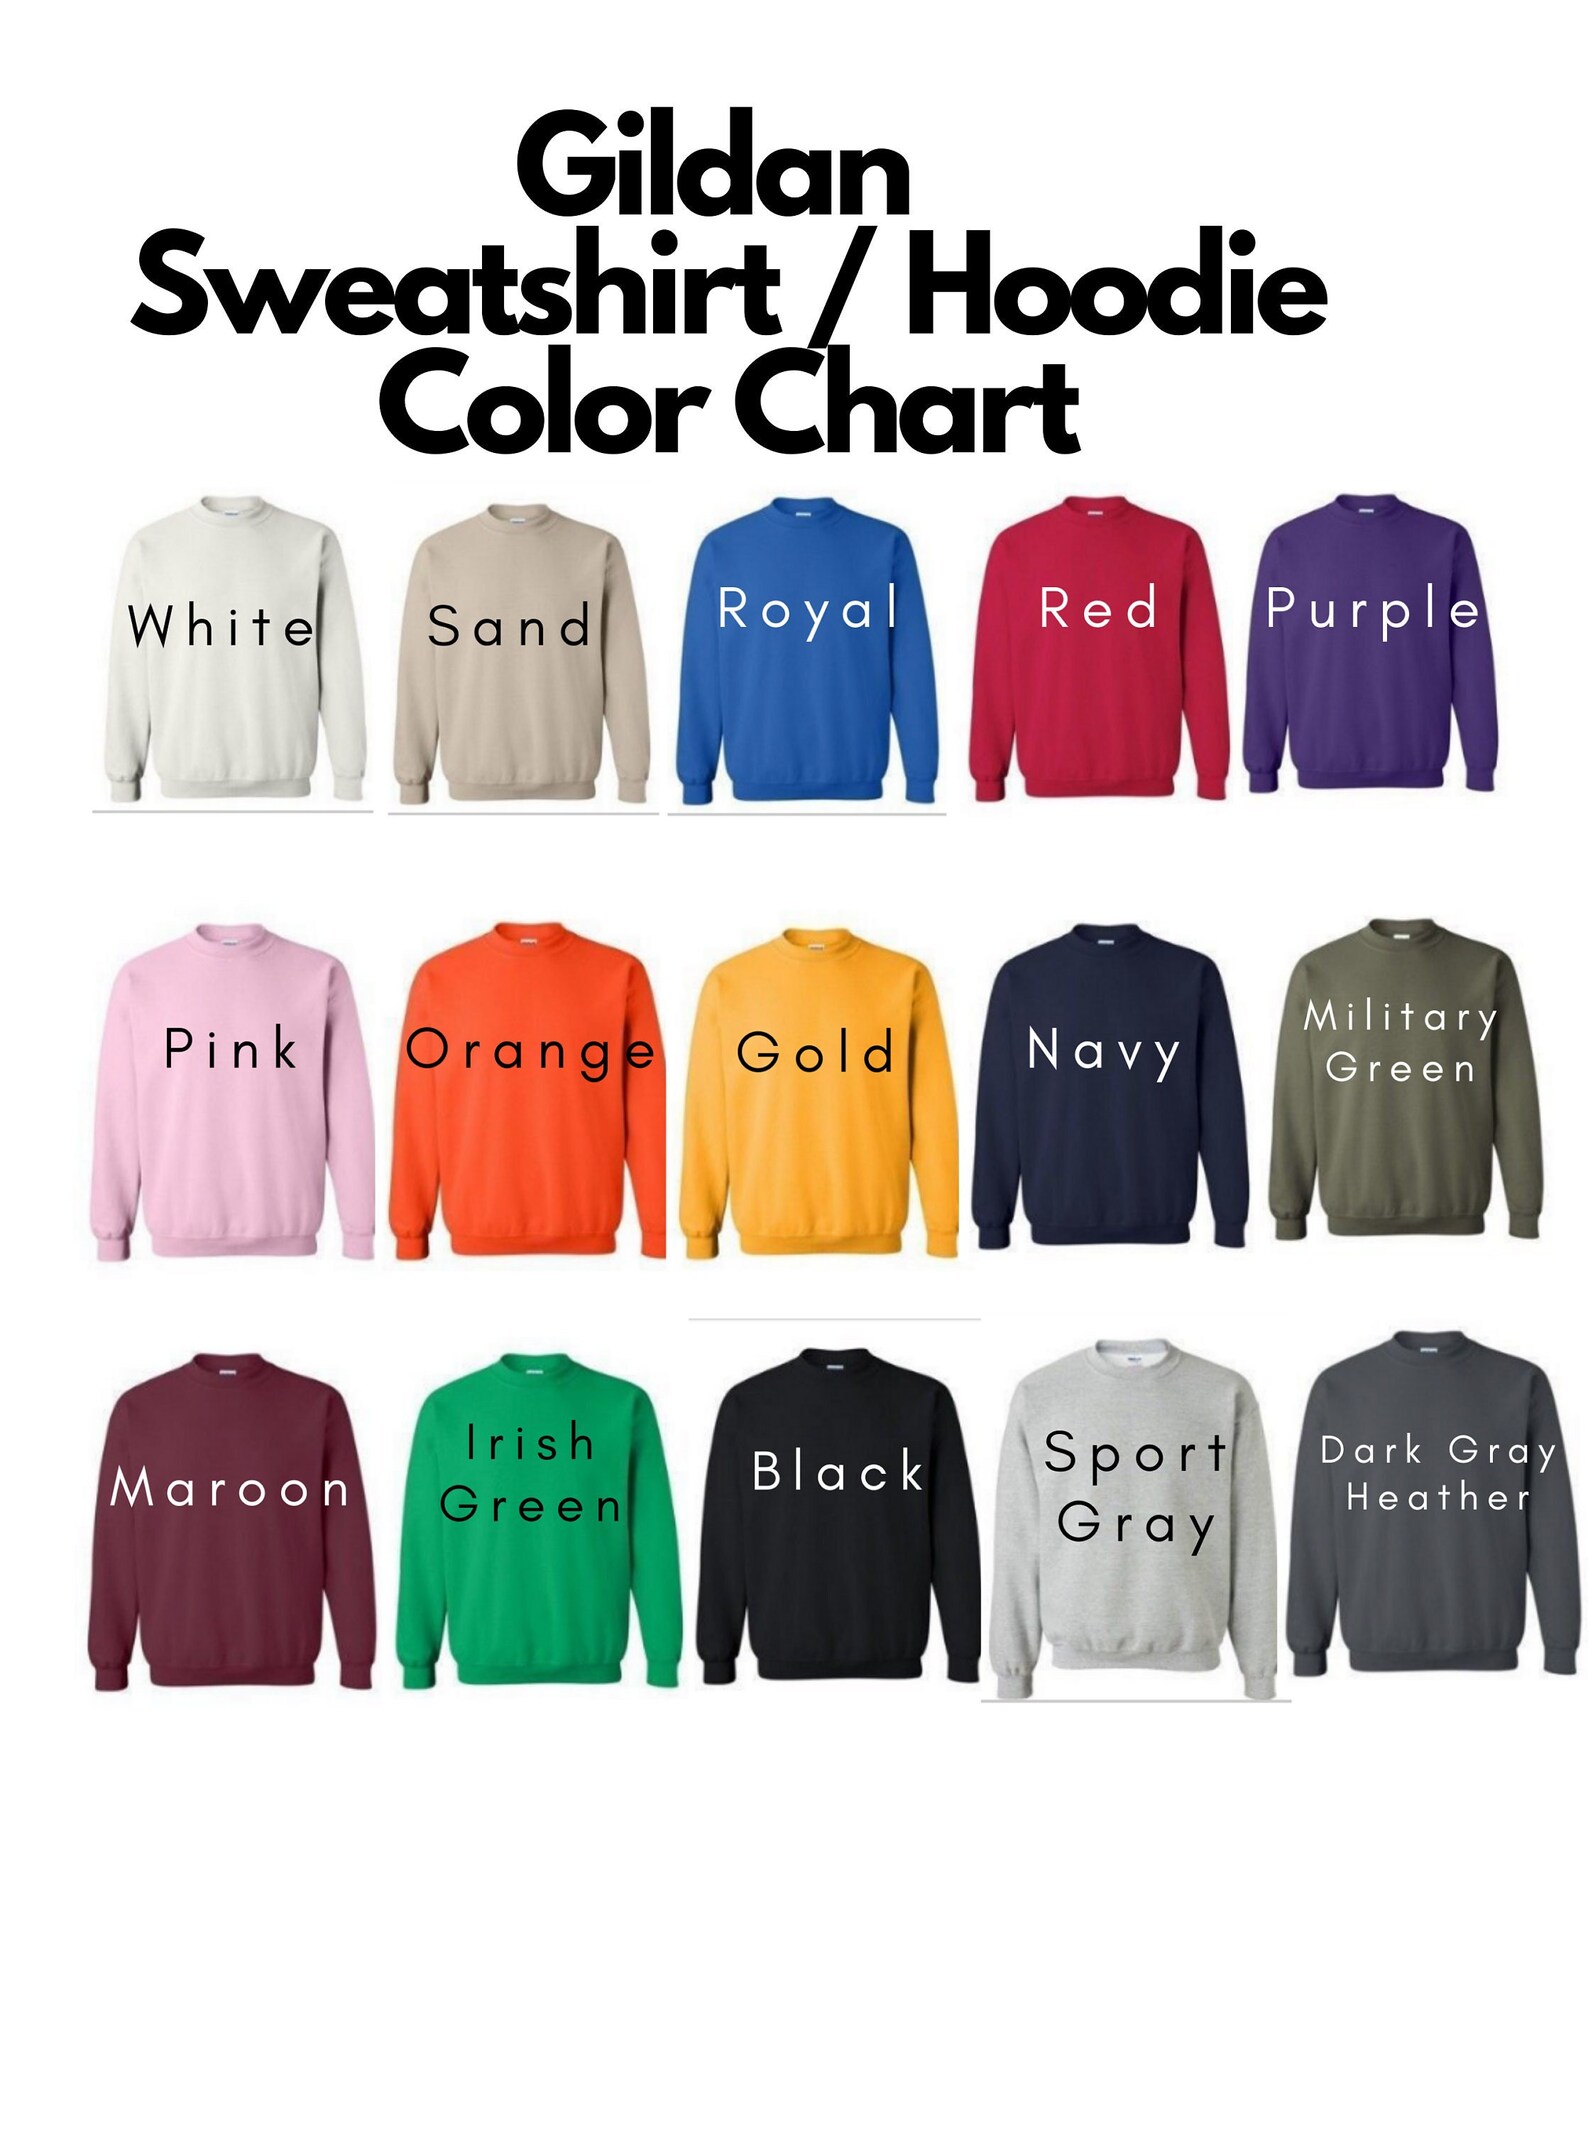 Gildan
Sweatshirt / Hoodie
Color Chart
White
Sand
Royal
Red
Purple
Pink
Orange
Gold
Navy
Military
Green
Maroon
Irish
Green
Black
Sport
Gray
Dark Gray
Heather